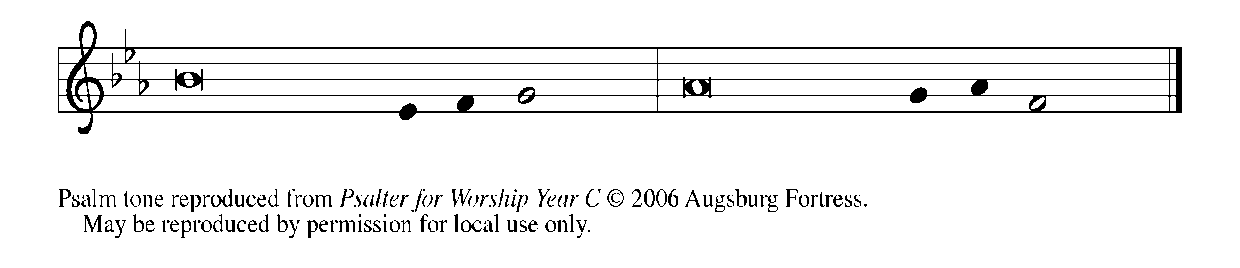 Psalm tone reproduced from Psalter for Worship Year C © 2006 Augsburg Fortress.
May be reproduced by permission for local use only.